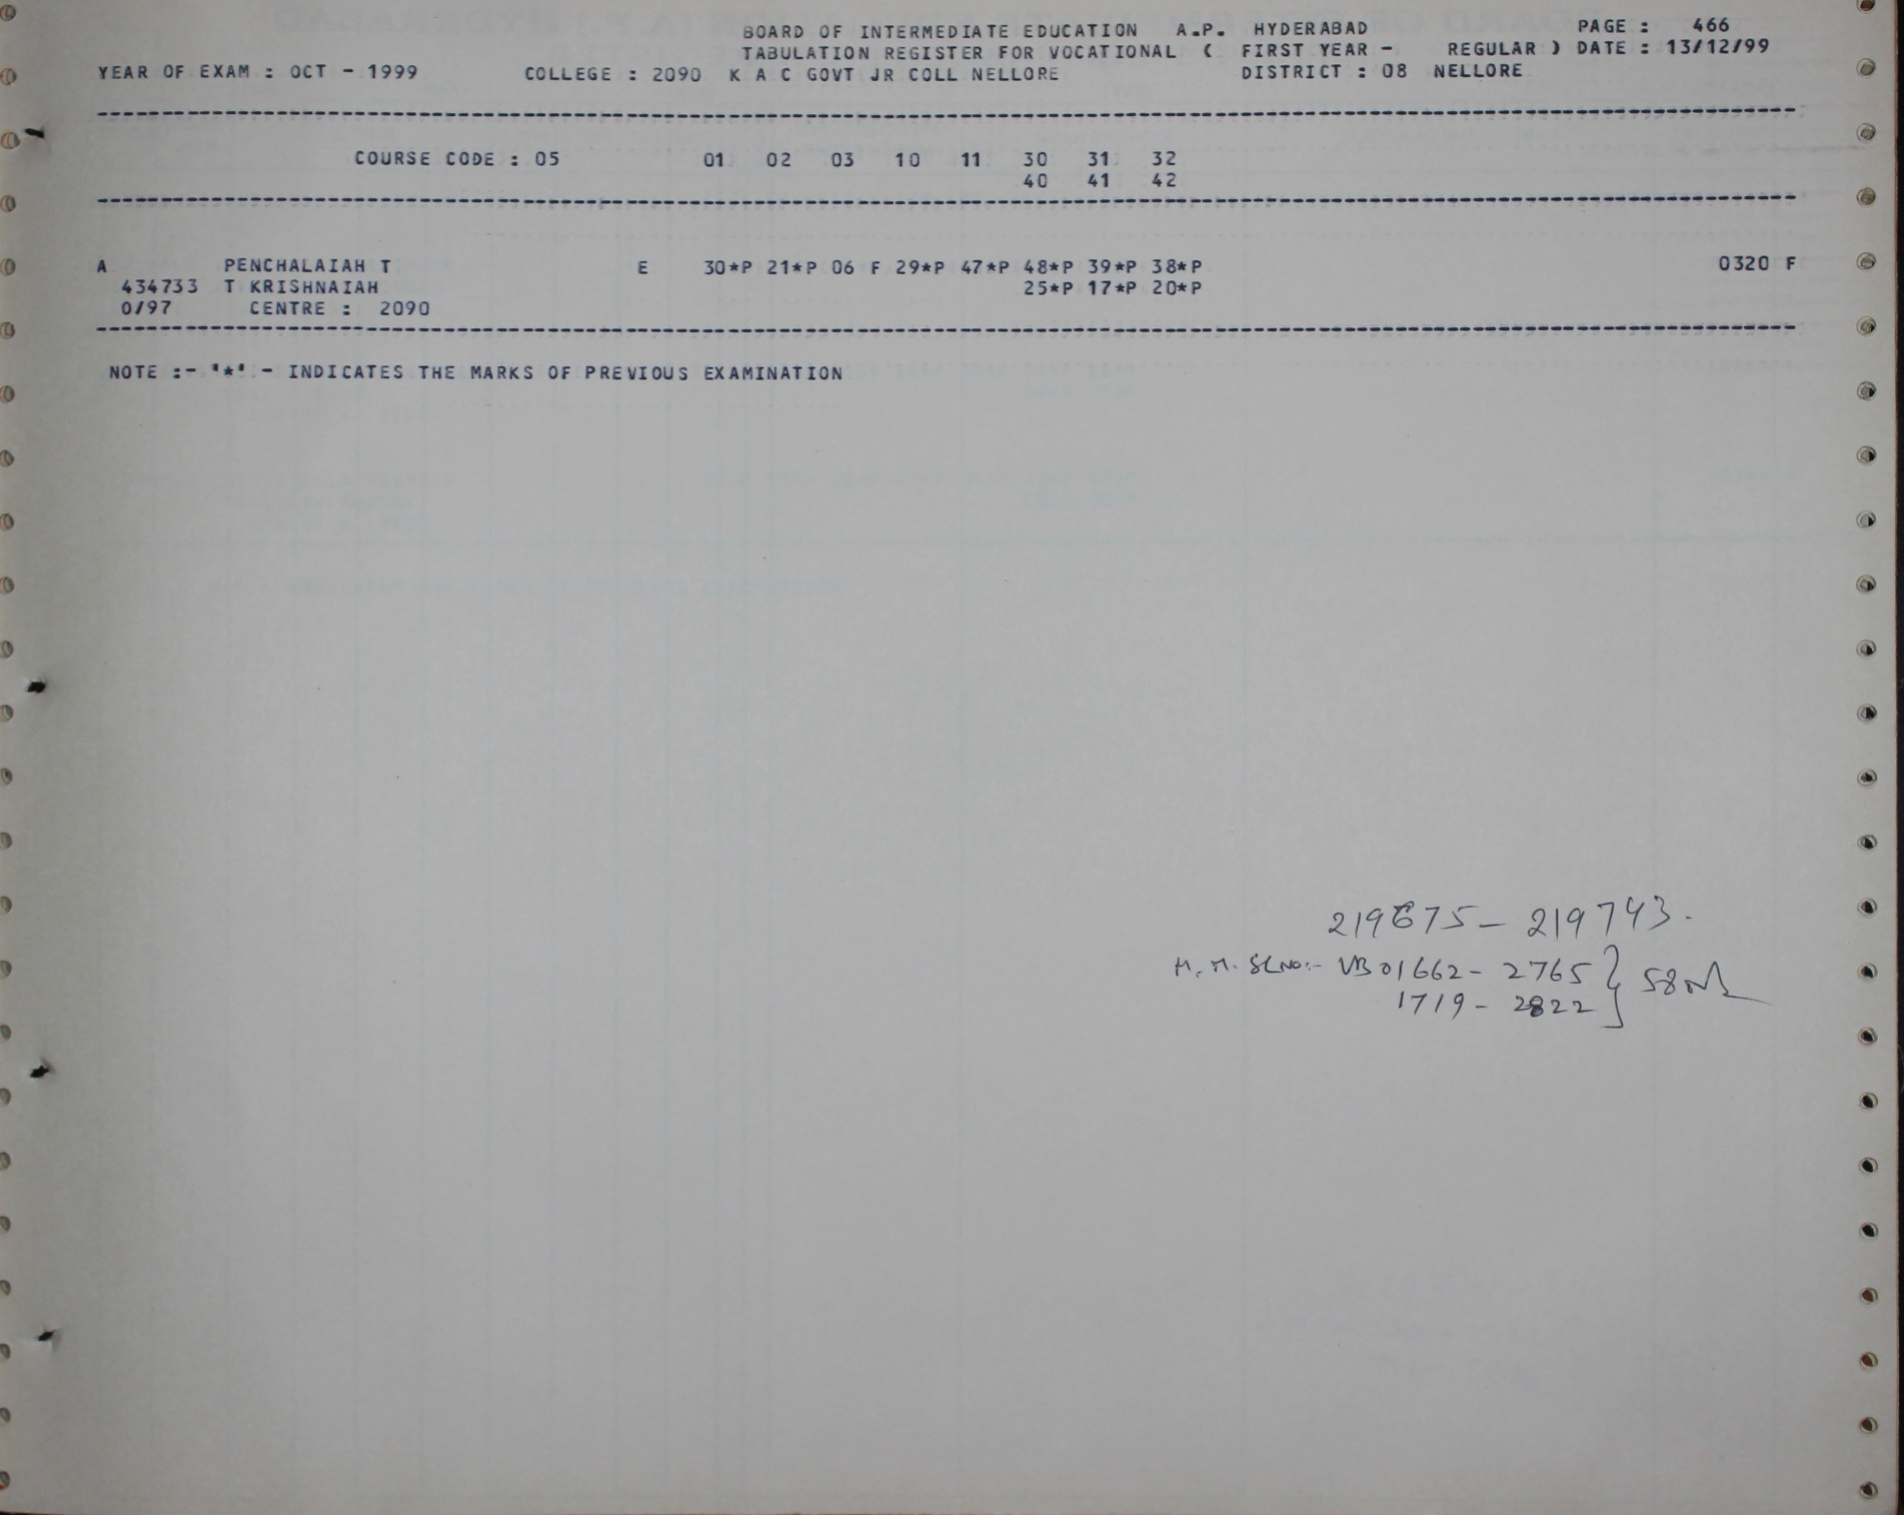 BOARD OF INTERMEDIATE EDUCATION A.P. HYDERABAD PAGE : 466
TABULATION REGISTER FOR VOCATIONAL ( FIRST YEAR - REGULAR ) DATE : 13/12/99
YEAR OF EXAM : OCT - 1999 COLLEGE : 2090 K A C GOVT JR COLL NELLORE DISTRICT : 08 NELLORE
COURSE CODE : 05 01 02 03 10 11 30 31 32
40 41 42
A PENCHALAIAH T E 30*P 21*P 06 F 29*P 47*P 48*P 39*P 38*P 0320 F
434733 T KRISHNAIAH 25*P 17*P 20*P
0/97 CENTRE : 2090
NOTE :- '*' - INDICATES THE MARKS OF PREVIOUS EXAMINATION
219675 - 219743.
M.M. SL No:- VB01662 - 2765 } 58
1719 - 2822